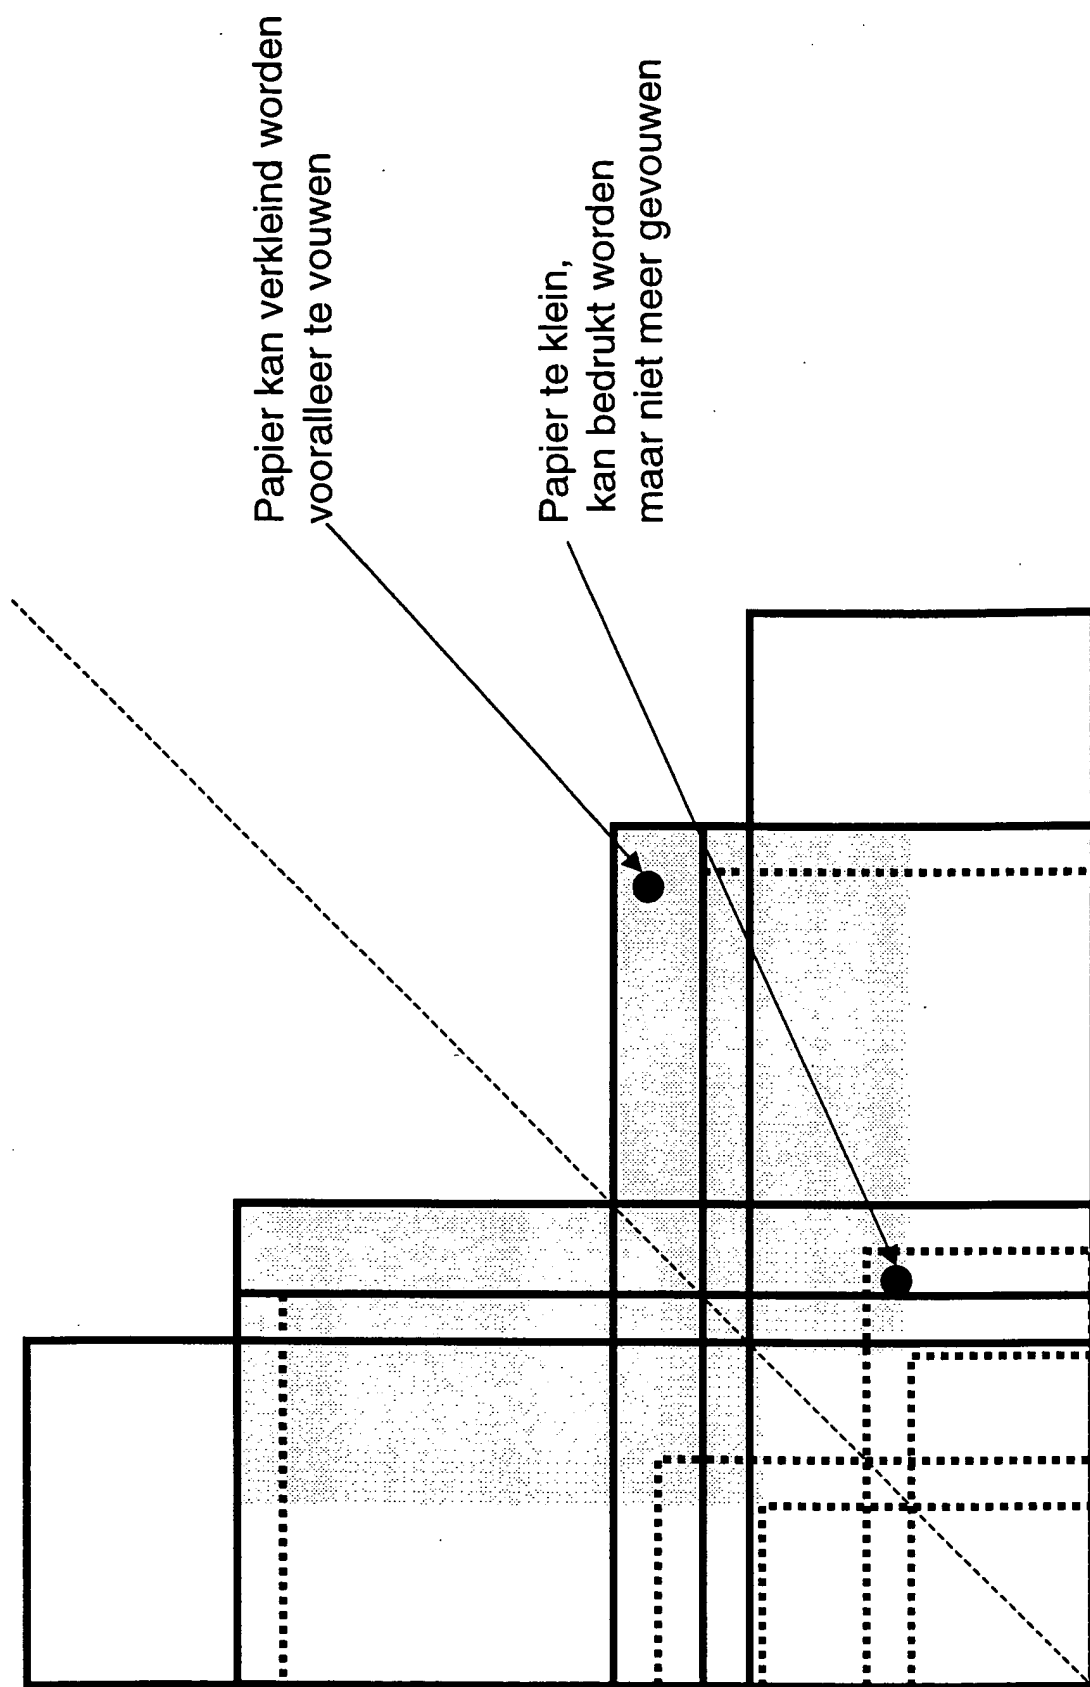 Papier kan verkleind worden
vooralleer te vouwen
Papier te klein,
kan bedrukt worden
maar niet meer gevouwen